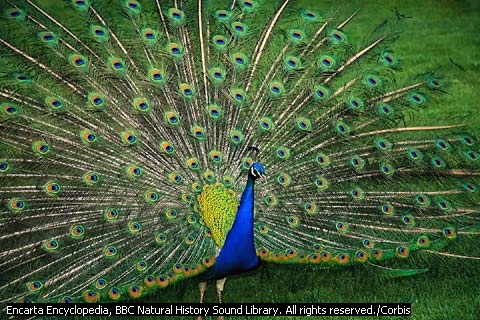 Encarta Encyclopedia, BBC Natural History Sound Library. All rights reserved./Corbis